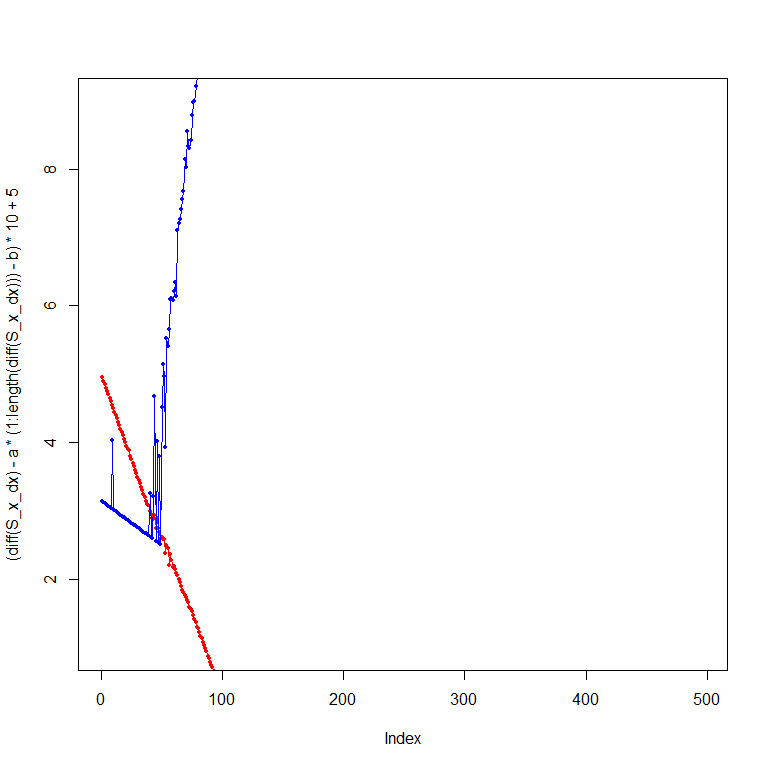 (diff(S_x_dx) - a * (1:length(diff(S_x_dx))) - b) * 10 + 5
8
6
4
2
0 100 200 300 400 500
Index